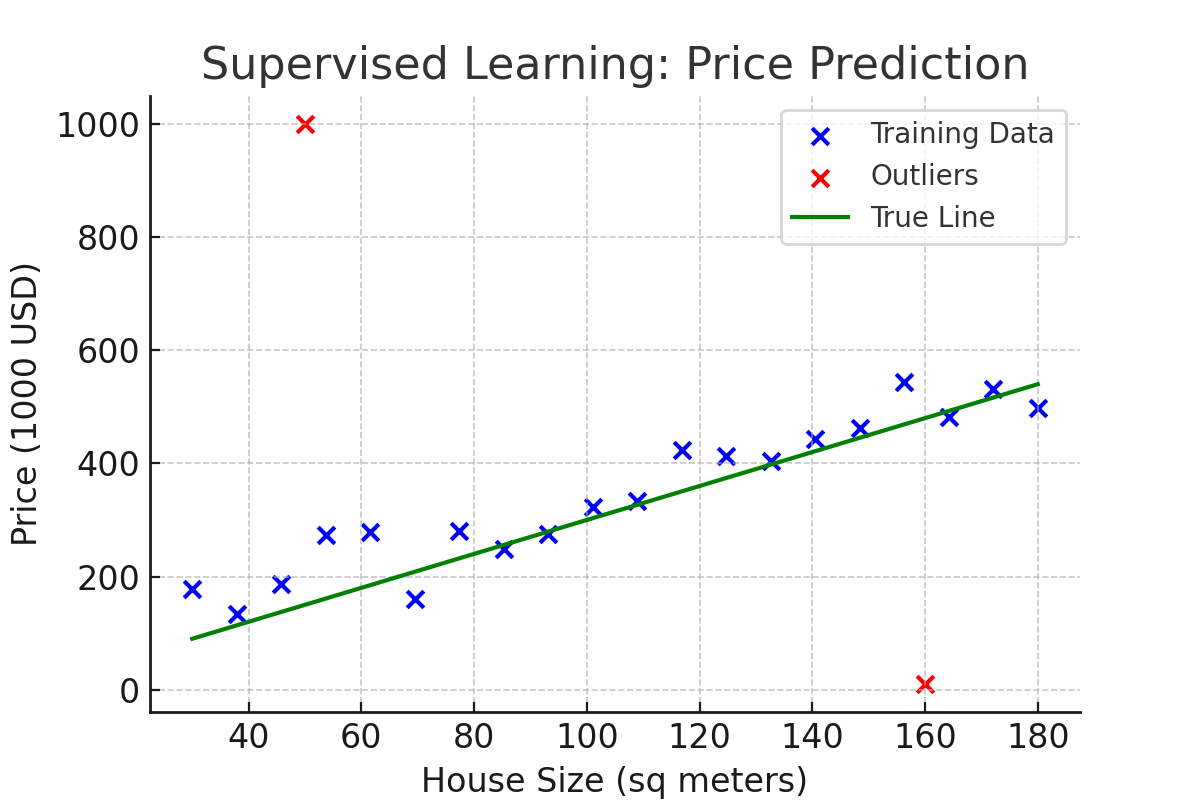 Supervised Learning: Price Prediction
Training Data
Outliers
True Line
Price (1000 USD)
1000
800
600
400
200
0
40 60 80 100 120 140 160 180
House Size (sq meters)